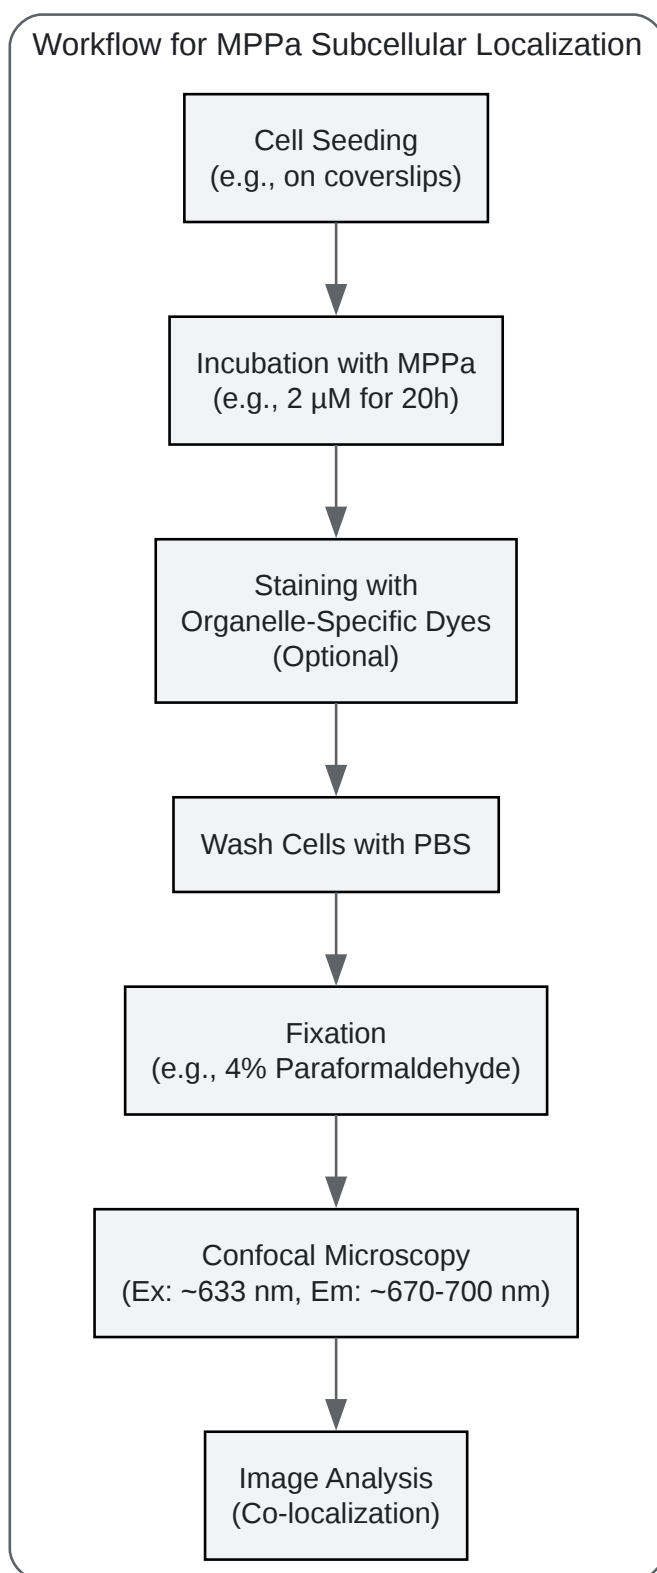 Workflow for MPPa Subcellular Localization
Cell Seeding
(e.g., on coverslips)
Incubation with MPPa
(e.g., 2 µM for 20h)
Staining with
Organelle-Specific Dyes
(Optional)
Wash Cells with PBS
Fixation
(e.g., 4% Paraformaldehyde)
Confocal Microscopy
(Ex: ~633 nm, Em: ~670-700 nm)
Image Analysis
(Co-localization)